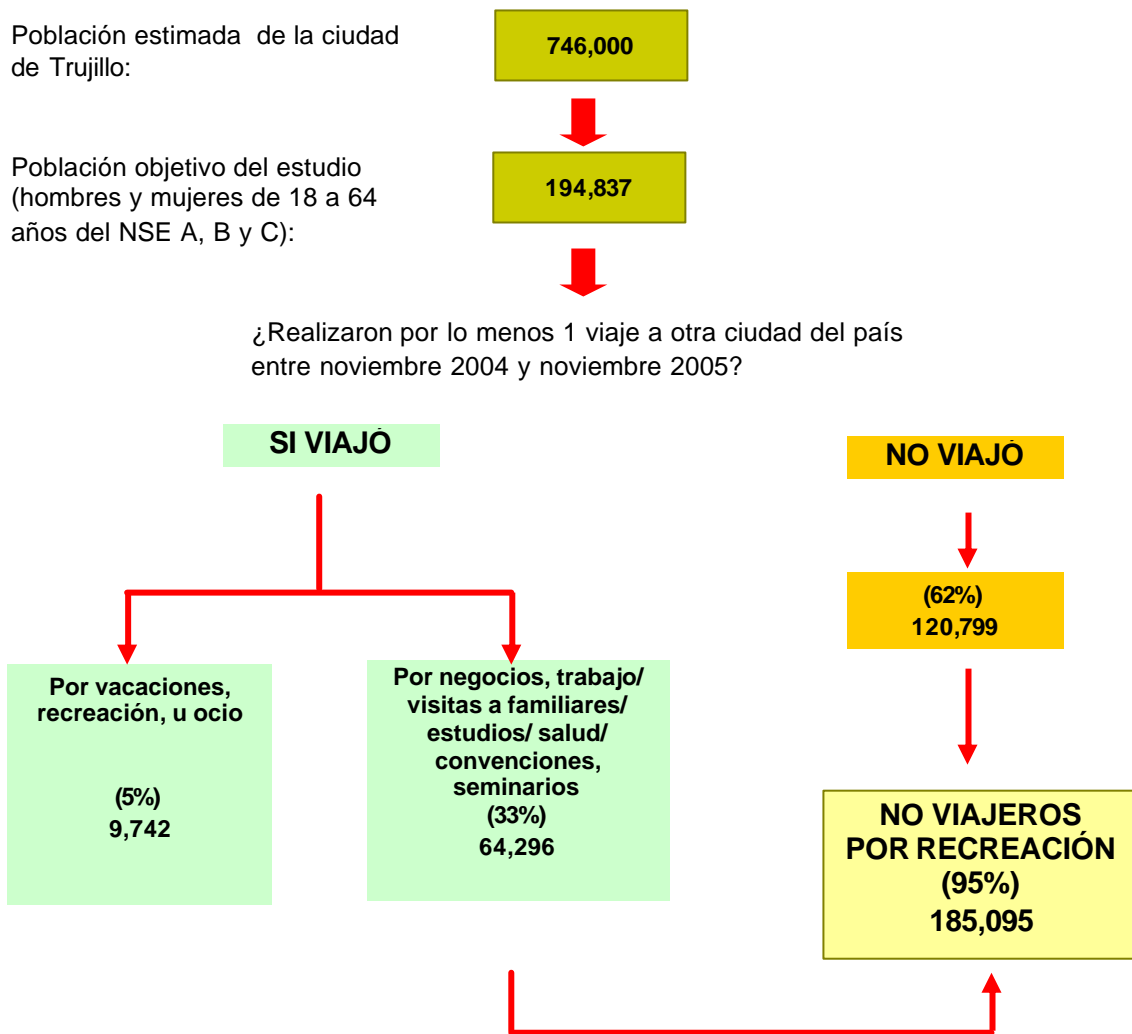 Población estimada de la ciudad
de Trujillo:
746,000
Población objetivo del estudio
(hombres y mujeres de 18 a 64
años del NSE A, B y C):
194,837
¿Realizaron por lo menos 1 viaje a otra ciudad del país
entre noviembre 2004 y noviembre 2005?
SI VIAJÓ
NO VIAJÓ
(62%)
120,799
Por vacaciones,
recreación, u ocio
(5%)
9,742
Por negocios, trabajo/
visitas a familiares/
estudios/ salud/
convenciones,
seminarios
(33%)
64,296
NO VIAJEROS
POR RECREACIÓN
(95%)
185,095